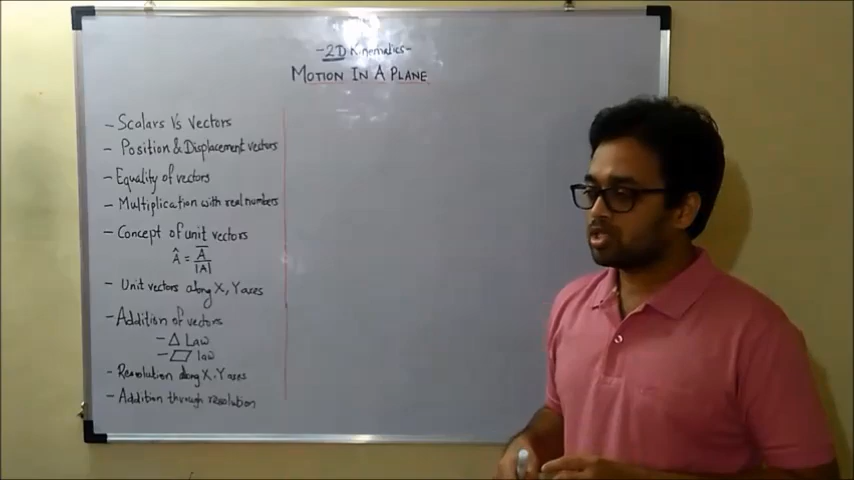 - 2D Kinematics -
MOTION IN A PLANE
- Scalars Vs Vectors
- Position & Displacement vectors
- Equality of vectors
- Multiplication with real numbers
- Concept of unit vectors
Â = A̅ / |A|
- Unit vectors along X, Y axes
- Addition of vectors
- △ Law
- ▱ law
- Resolution along X, Y axes
- Addition through resolution